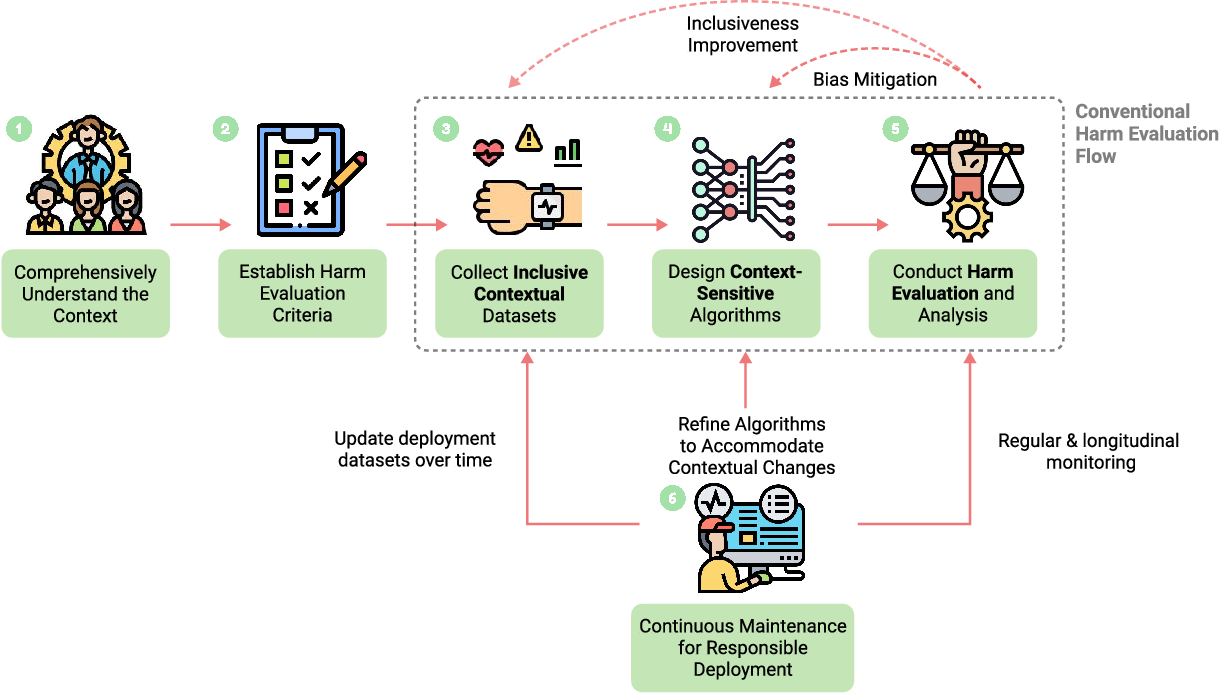 Inclusiveness
Improvement
Bias Mitigation
Conventional
Harm Evaluation
Flow
1
2
3
4
5
Comprehensively
Understand the
Context
Establish Harm
Evaluation
Criteria
Collect Inclusive
Contextual
Datasets
Design Context-
Sensitive
Algorithms
Conduct Harm
Evaluation and
Analysis
Update deployment
datasets over time
Refine Algorithms
to Accommodate
Contextual Changes
Regular & longitudinal
monitoring
6
Continuous Maintenance
for Responsible
Deployment